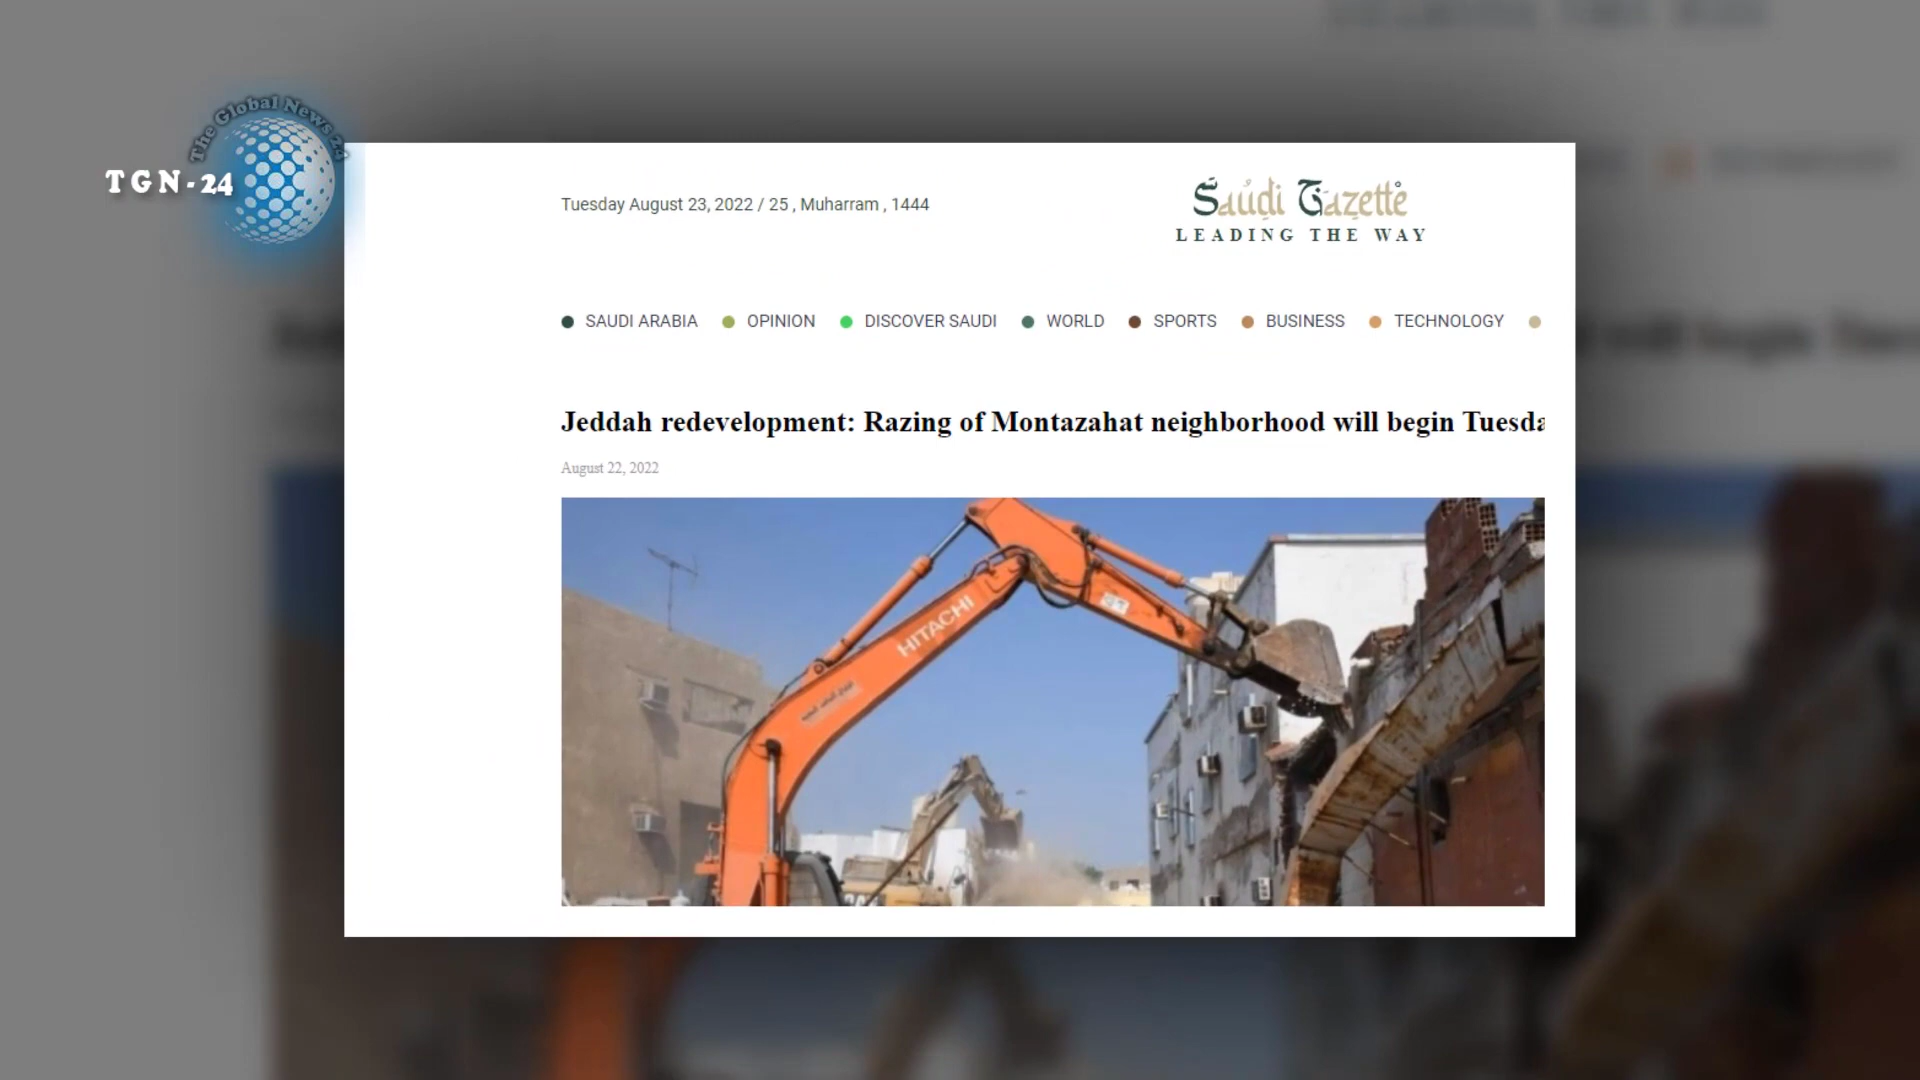 The Global News 24
TGN-24
Tuesday August 23, 2022 / 25 , Muharram , 1444
Saudi Gazette
LEADING THE WAY
SAUDI ARABIA OPINION DISCOVER SAUDI WORLD SPORTS BUSINESS TECHNOLOGY
Jeddah redevelopment: Razing of Montazahat neighborhood will begin Tuesda
August 22, 2022
HITACHI